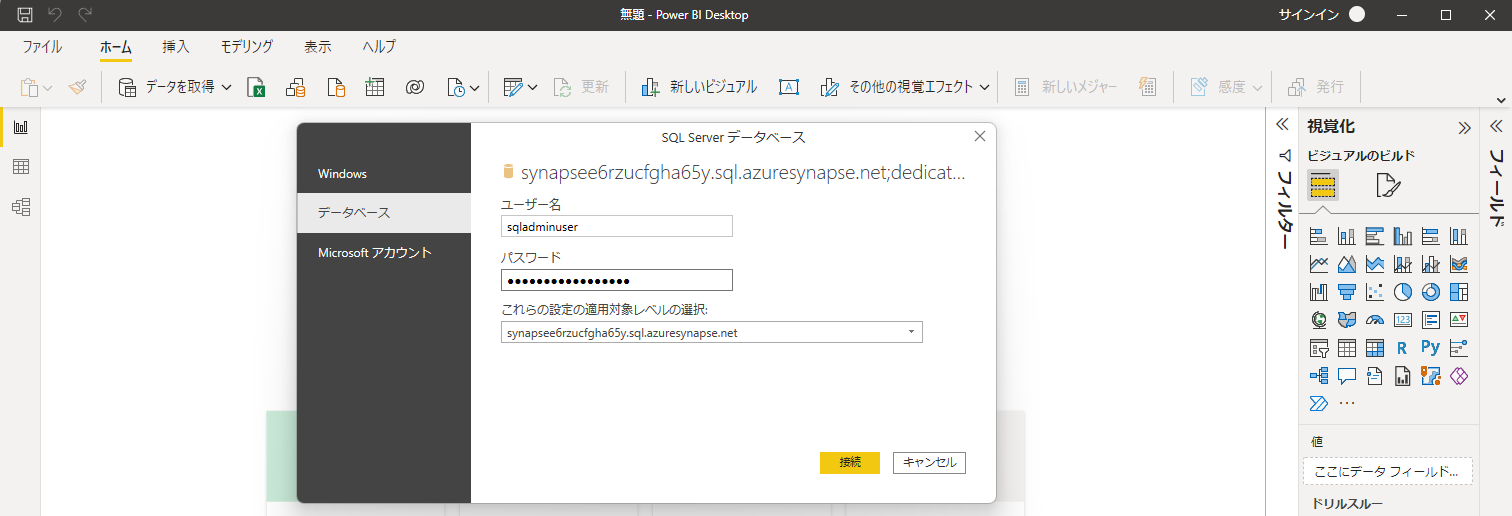 無題 - Power BI Desktop
サインイン
ファイル
ホーム
挿入
モデリング
表示
ヘルプ
データを取得
更新
新しいビジュアル
A
その他の視覚エフェクト
新しいメジャー
感度
発行
SQL Server データベース
Windows
データベース
Microsoft アカウント
synapsee6rzucfgha65y.sql.azuresynapse.net;dedicat...
ユーザー名
sqladminuser
パスワード
●●●●●●●●●●●●●●●●●
これらの設定の適用対象レベルの選択:
synapsee6rzucfgha65y.sql.azuresynapse.net
接続
キャンセル
フィルター
視覚化
ビジュアルのビルド
123
R
Py
...
値
ここにデータ フィールド...
ドリルスルー
フィールド